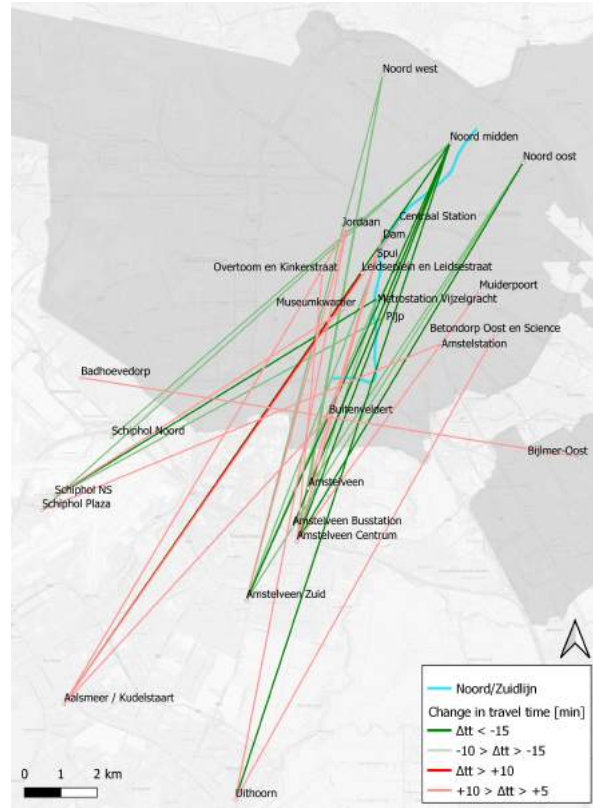 Noord west
Noord midden
Noord oost
Centraal Station
Jordaan
Dam
Spui
Overtoom en Kinkerstraat
Leidseplein en Leidsestraat
Muiderpoort
Museumkwartier
Metrostation Vijzelgracht
Pijp
Betondorp Oost en Science
Amstelstation
Badhoevedorp
Buitenveldert
Schiphol Noord
Bijlmer-Oost
Amstelveen
Schiphol NS
Schiphol Plaza
Amstelveen Busstation
Amstelveen Centrum
Amstelveen Zuid
Aalsmeer / Kudelstaart
Uithoorn
Noord/Zuidlijn
Change in travel time [min]
Δtt < -15
-10 > Δtt > -15
Δtt > +10
+10 > Δtt > +5
0 1 2 km